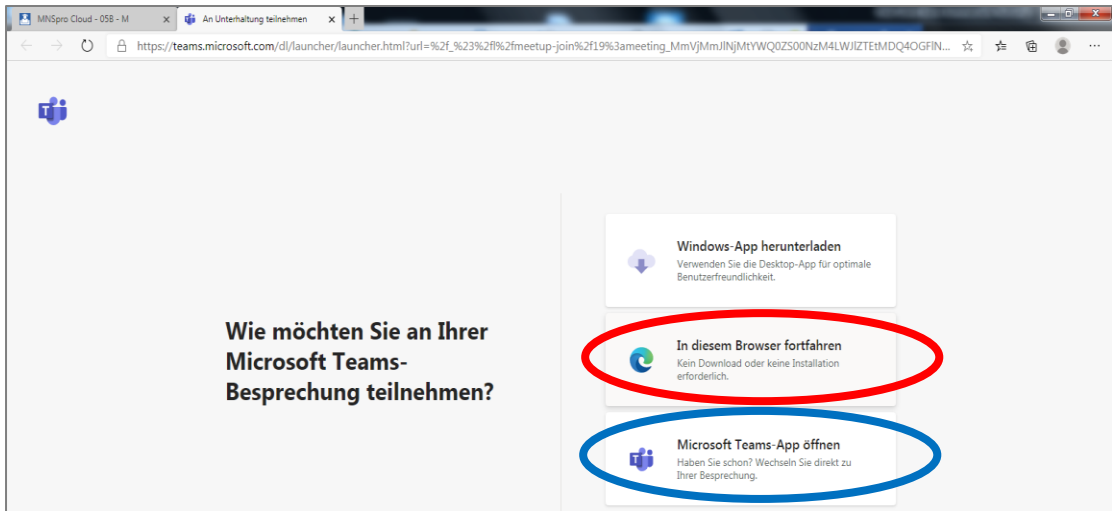 MNSpro Cloud - 058 - M
An Unterhaltung teilnehmen
https://teams.microsoft.com/dl/launcher/launcher.html?url=%2f_%23%2fl%2fmeetup-join%2f19%3ameeting_MmVjMmJlNjMtYWQ0ZS00NzM4LWJlZTEtMDQ4OGFlN...
Windows-App herunterladen
Verwenden Sie die Desktop-App für optimale
Benutzerfreundlichkeit.
Wie möchten Sie an Ihrer
Microsoft Teams-
Besprechung teilnehmen?
In diesem Browser fortfahren
Kein Download oder keine Installation
erforderlich.
Microsoft Teams-App öffnen
Haben Sie schon? Wechseln Sie direkt zu
Ihrer Besprechung.